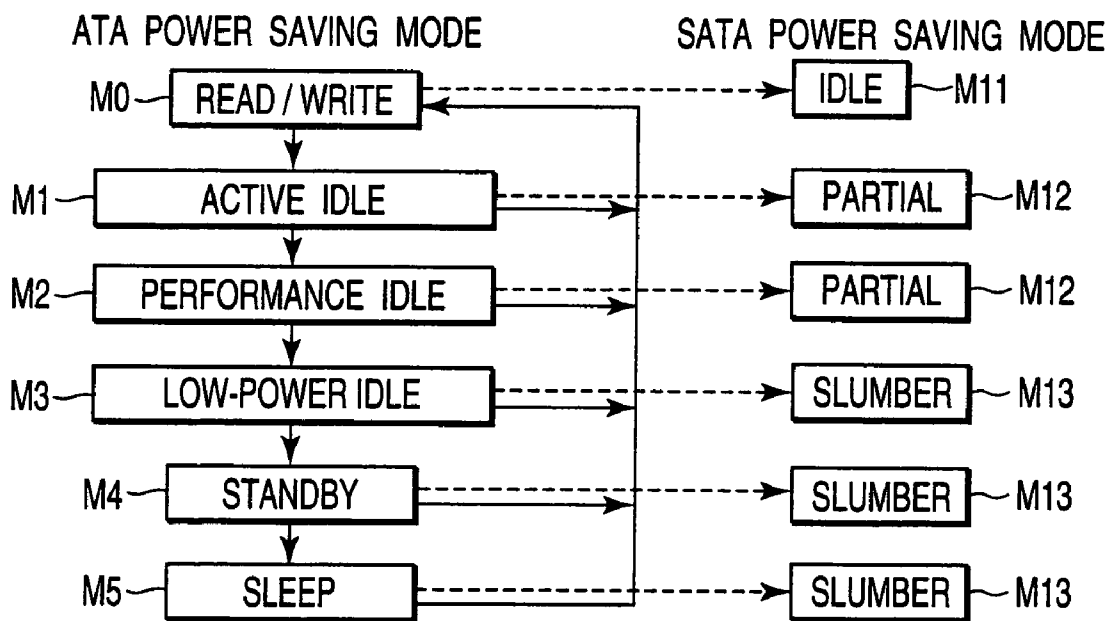 ATA POWER SAVING MODE
SATA POWER SAVING MODE
M0
READ / WRITE
IDLE
M11
M1
ACTIVE IDLE
PARTIAL
M12
M2
PERFORMANCE IDLE
PARTIAL
M12
M3
LOW-POWER IDLE
SLUMBER
M13
M4
STANDBY
SLUMBER
M13
M5
SLEEP
SLUMBER
M13